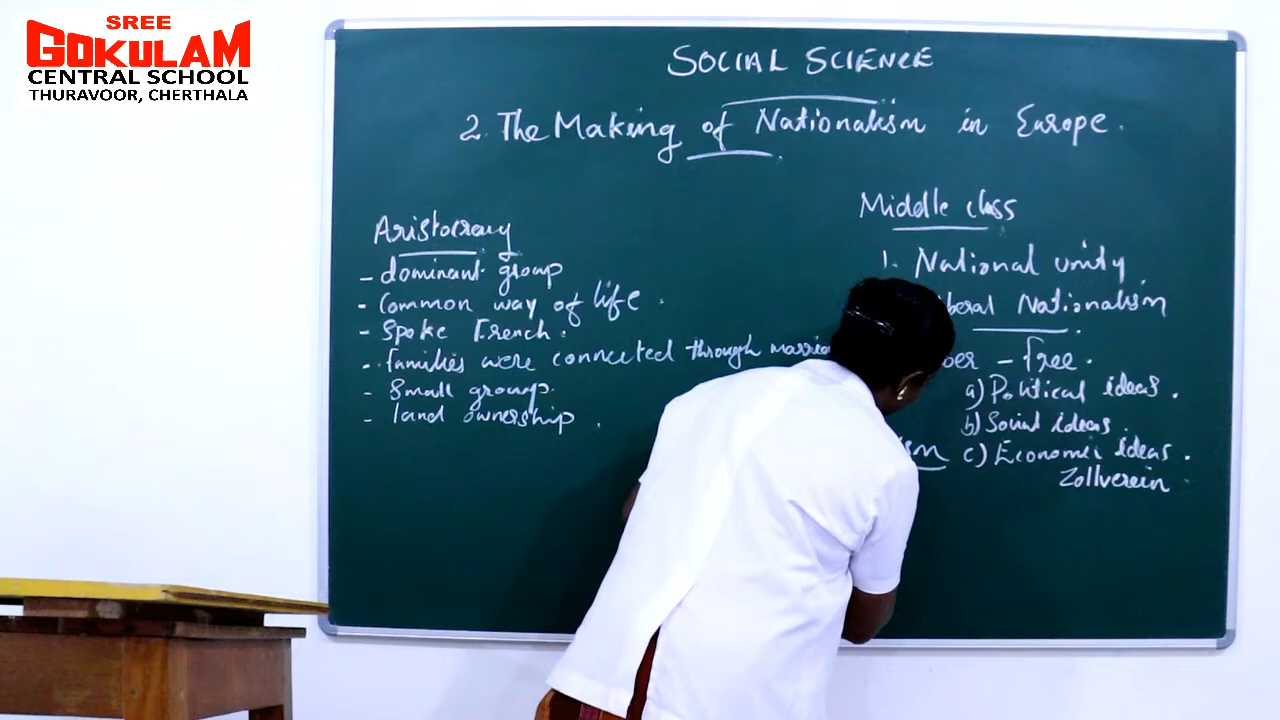 SREE
GOKULAM
CENTRAL SCHOOL
THURAVOOR, CHERTHALA
SOCIAL SCIENCE
2. The Making of Nationalism in Europe.
Aristocracy
- dominant group
- Common way of life.
- Spoke French.
- families were connected through
- Small group.
- land ownership.
Middle class
1. National unity
Nationalism.
- free.
a) Political ideas.
b) Social ideas.
c) Economic ideas.
Zollverein